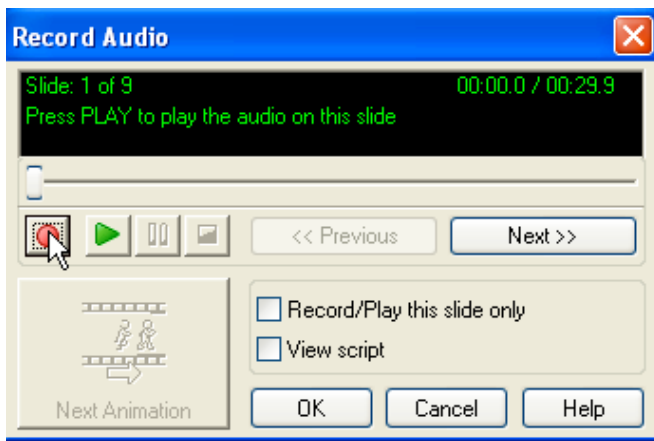 Record Audio
Slide: 1 of 9 00:00.0 / 00:29.9
Press PLAY to play the audio on this slide
<< Previous Next >>
Record/Play this slide only
View script
Next Animation OK Cancel Help